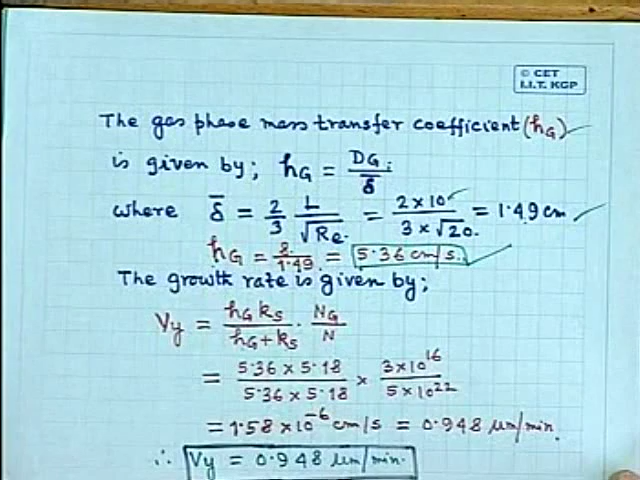 © CET
I.I.T. KGP
The gas phase mass transfer coefficient (hG)
is given by; hG = DG/δ̄
where δ̄ = 2/3 L/√Re = 2×10/3×√20 = 1.49 cm
hG = 8/1.49 = 5.36 cm/s.
The growth rate is given by;
Vy = hG ks/hG+ks · NG/N
= 5.36 × 5.18/5.36 × 5.18 × 3×10^16/5×10^22
= 1.58 × 10^-6 cm/s = 0.948 μm/min.
∴ Vy = 0.948 μm/min.